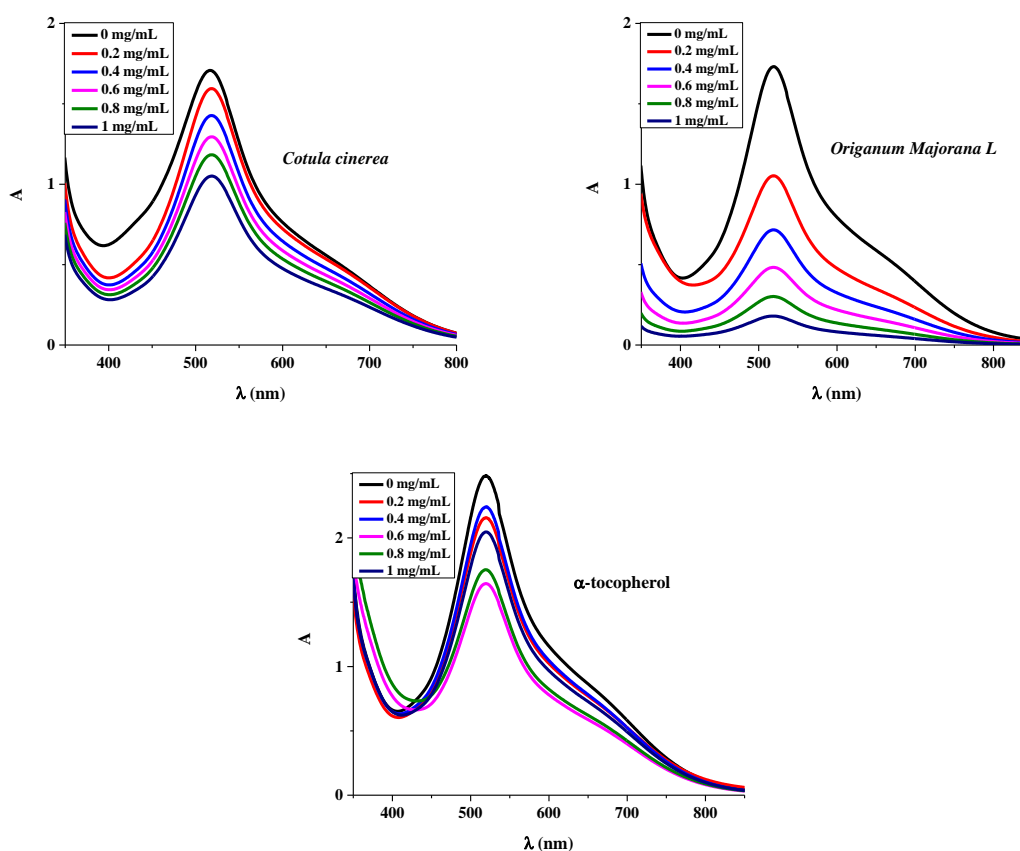 2
0 mg/mL
0.2 mg/mL
0.4 mg/mL
0.6 mg/mL
0.8 mg/mL
1 mg/mL
Cotula cinerea
A
1
0
400 500 600 700 800
λ (nm)
2
0 mg/mL
0.2 mg/mL
0.4 mg/mL
0.6 mg/mL
0.8 mg/mL
1 mg/mL
Origanum Majorana L
A
1
0
400 500 600 700 800
λ (nm)
0 mg/mL
0.2 mg/mL
0.4 mg/mL
0.6 mg/mL
0.8 mg/mL
1 mg/mL
2
α-tocopherol
A
1
0
400 500 600 700 800
λ (nm)